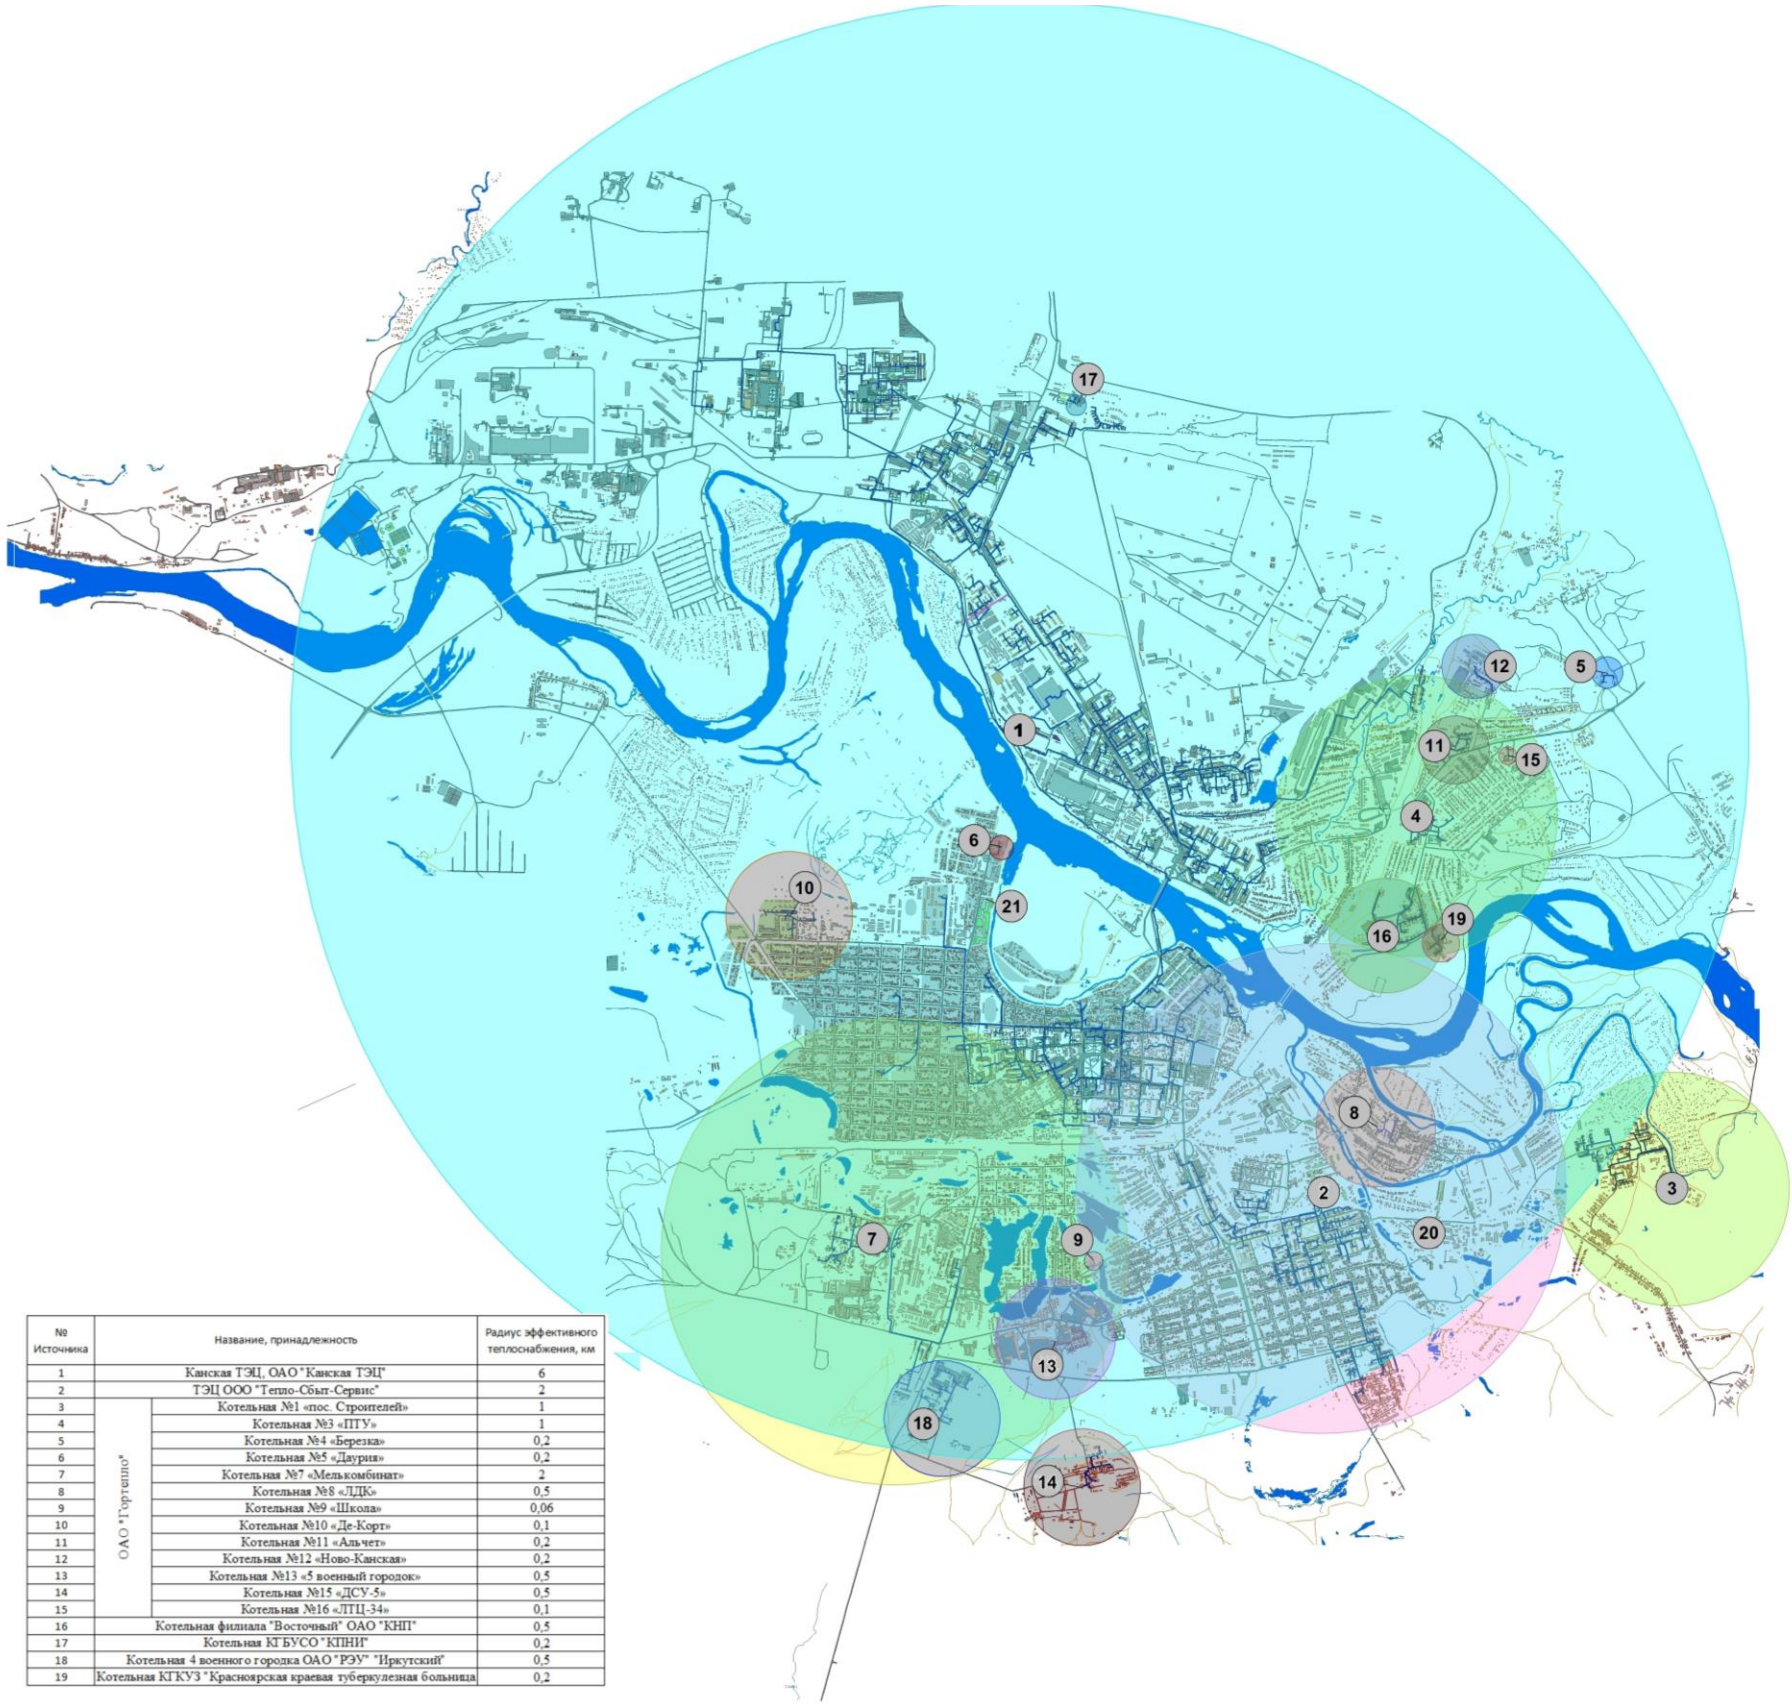 17
12
5
1
11
15
4
6
10
21
19
16
8
2
3
20
7
9
13
18
14
№ Источника
Название, принадлежность
Радиус эффективного теплоснабжения, км
1 Канская ТЭЦ, ОАО "Канская ТЭЦ" 6
2 ТЭЦ ООО "Тепло-Сбыт-Сервис" 2
ОАО "Гортепло"
3 Котельная №1 «пос. Строителей» 1
4 Котельная №3 «ПТУ» 1
5 Котельная №4 «Березка» 0,2
6 Котельная №5 «Даурия» 0,2
7 Котельная №7 «Мелькомбинат» 2
8 Котельная №8 «ЛДК» 0,5
9 Котельная №9 «Школа» 0,06
10 Котельная №10 «Де-Корт» 0,1
11 Котельная №11 «Альчет» 0,2
12 Котельная №12 «Ново-Канская» 0,2
13 Котельная №13 «5 военный городок» 0,5
14 Котельная №15 «ДСУ-5» 0,5
15 Котельная №16 «ЛТЦ-34» 0,1
16 Котельная филиала "Восточный" ОАО "КНП" 0,5
17 Котельная КГБУСО "КПНИ" 0,2
18 Котельная 4 военного городка ОАО "РЭУ" "Иркутский" 0,5
19 Котельная КГКУЗ "Красноярская краевая туберкулезная больница 0,2